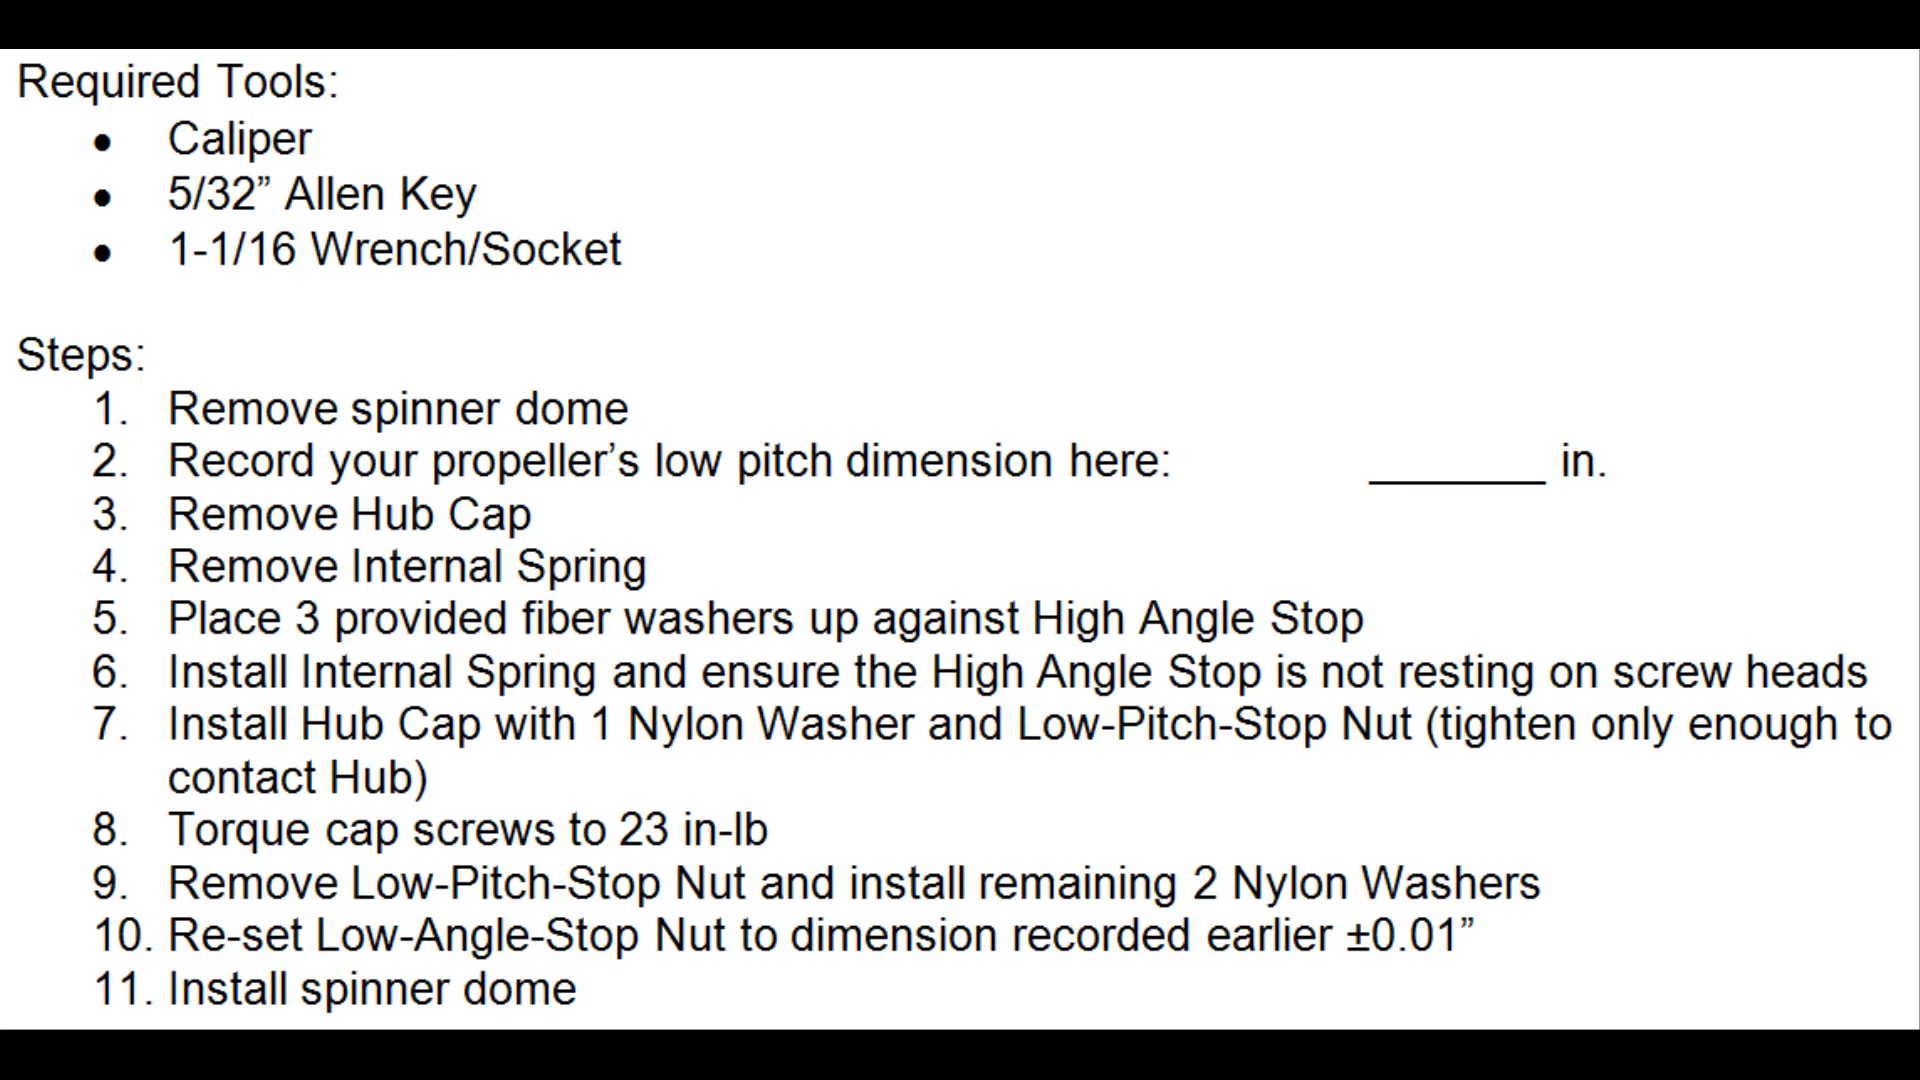 Required Tools:
• Caliper
• 5/32” Allen Key
• 1-1/16 Wrench/Socket
Steps:
1. Remove spinner dome
2. Record your propeller’s low pitch dimension here: _______ in.
3. Remove Hub Cap
4. Remove Internal Spring
5. Place 3 provided fiber washers up against High Angle Stop
6. Install Internal Spring and ensure the High Angle Stop is not resting on screw heads
7. Install Hub Cap with 1 Nylon Washer and Low-Pitch-Stop Nut (tighten only enough to
contact Hub)
8. Torque cap screws to 23 in-lb
9. Remove Low-Pitch-Stop Nut and install remaining 2 Nylon Washers
10. Re-set Low-Angle-Stop Nut to dimension recorded earlier ±0.01”
11. Install spinner dome